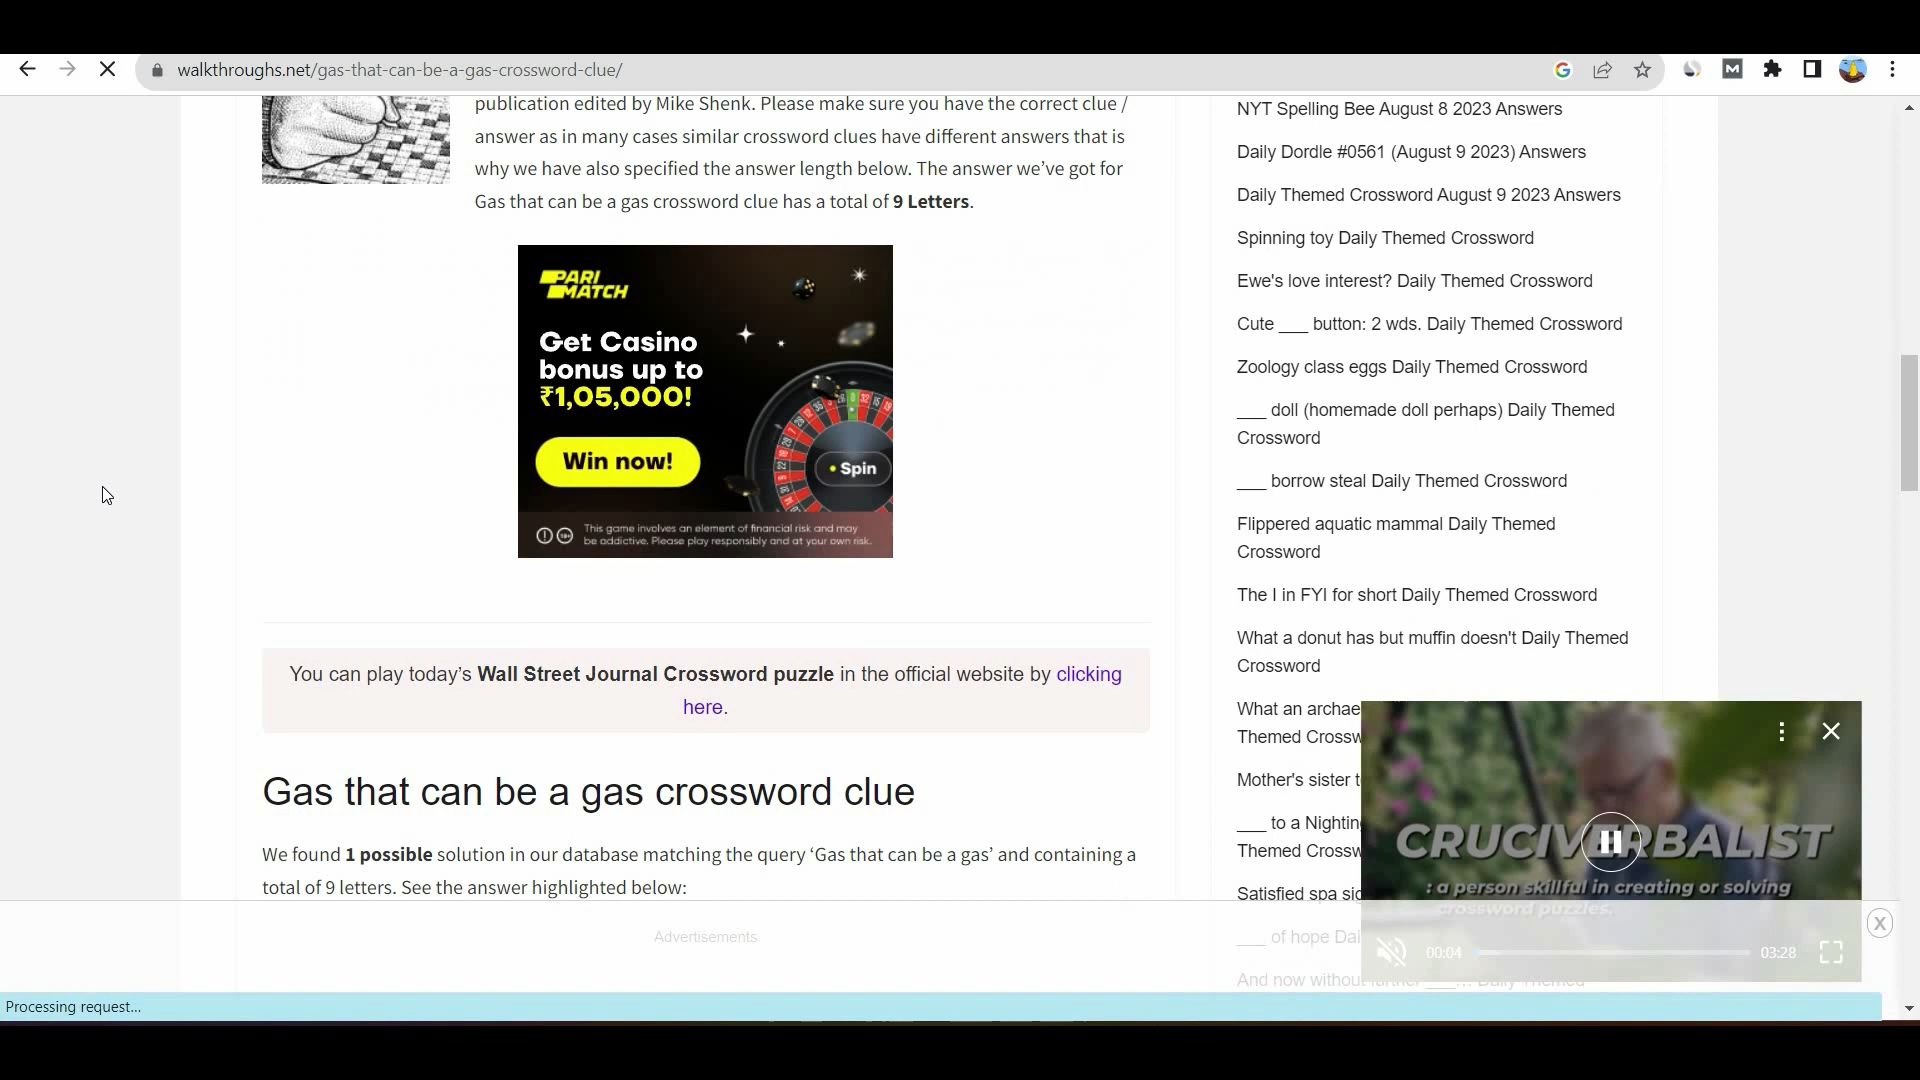 walkthroughs.net/gas-that-can-be-a-gas-crossword-clue/
publication edited by Mike Shenk. Please make sure you have the correct clue /
answer as in many cases similar crossword clues have different answers that is
why we have also specified the answer length below. The answer we’ve got for
Gas that can be a gas crossword clue has a total of 9 Letters.
PARI
MATCH
Get Casino
bonus up to
₹1,05,000!
Win now!
Spin
This game involves an element of financial risk and may
be addictive. Please play responsibly and at your own risk.
You can play today’s Wall Street Journal Crossword puzzle in the official website by clicking
here.
Gas that can be a gas crossword clue
We found 1 possible solution in our database matching the query ‘Gas that can be a gas’ and containing a
total of 9 letters. See the answer highlighted below:
Advertisements
NYT Spelling Bee August 8 2023 Answers
Daily Dordle #0561 (August 9 2023) Answers
Daily Themed Crossword August 9 2023 Answers
Spinning toy Daily Themed Crossword
Ewe's love interest? Daily Themed Crossword
Cute ___ button: 2 wds. Daily Themed Crossword
Zoology class eggs Daily Themed Crossword
___ doll (homemade doll perhaps) Daily Themed
Crossword
___ borrow steal Daily Themed Crossword
Flippered aquatic mammal Daily Themed
Crossword
The I in FYI for short Daily Themed Crossword
What a donut has but muffin doesn't Daily Themed
Crossword
What an archae
Themed Crossw
Mother's sister t
___ to a Nighting
Themed Crossw
Satisfied spa sig
___ of hope Dai
And now without further ___... Daily Themed
CRUCIVERBALIST
: a person skillful in creating or solving
crossword puzzles.
00:04
03:28
X
Processing request...